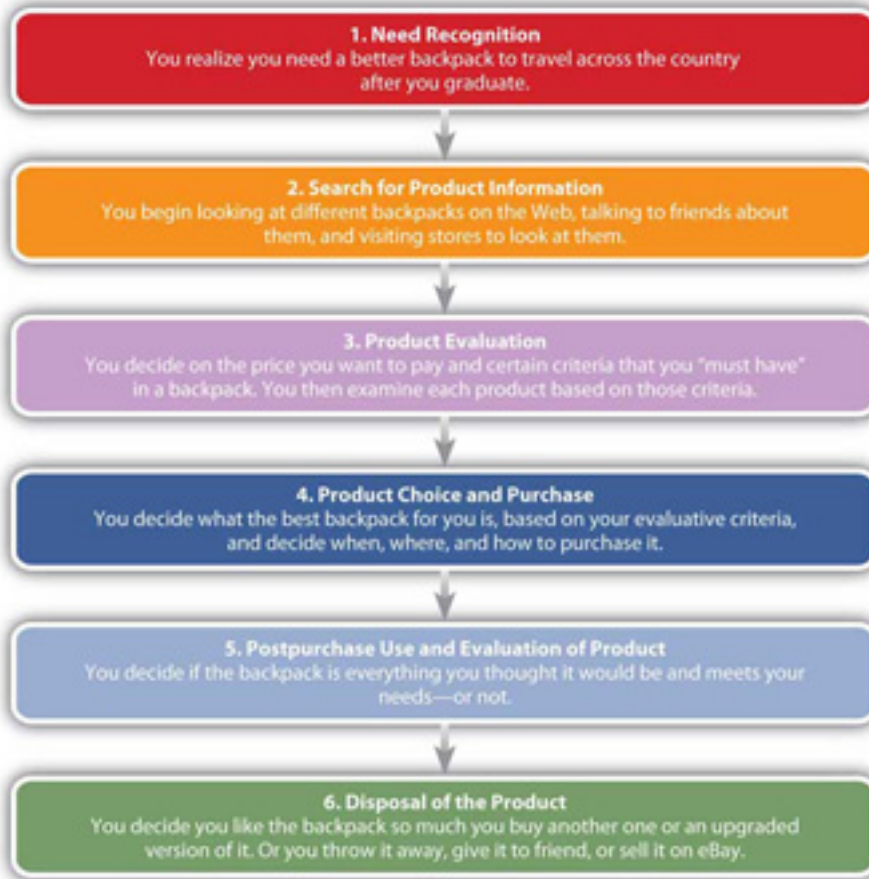 1. Need Recognition
You realize you need a better backpack to travel across the country
after you graduate.
2. Search for Product Information
You begin looking at different backpacks on the Web, talking to friends about
them, and visiting stores to look at them.
3. Product Evaluation
You decide on the price you want to pay and certain criteria that you “must have”
in a backpack. You then examine each product based on those criteria.
4. Product Choice and Purchase
You decide what the best backpack for you is, based on your evaluative criteria,
and decide when, where, and how to purchase it.
5. Postpurchase Use and Evaluation of Product
You decide if the backpack is everything you thought it would be and meets your
needs—or not.
6. Disposal of the Product
You decide you like the backpack so much you buy another one or an upgraded
version of it. Or you throw it away, give it to friend, or sell it on eBay.